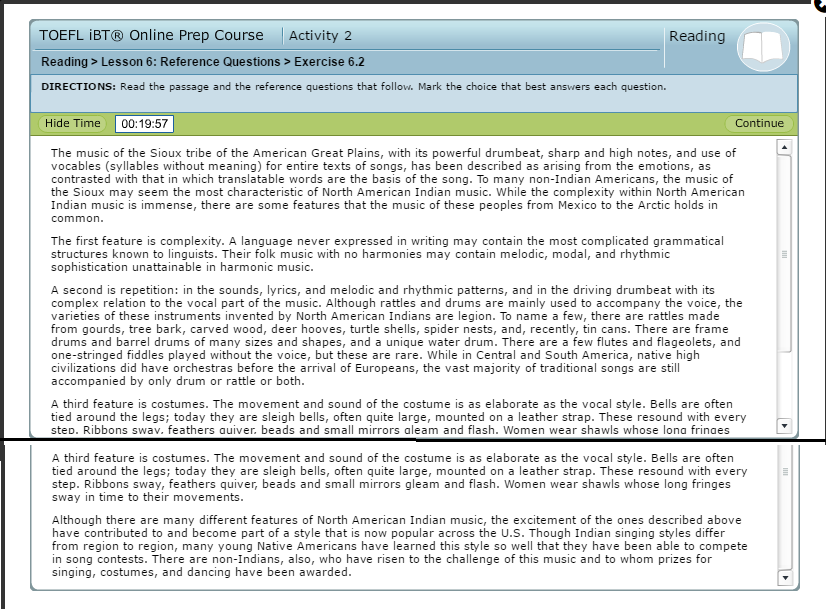 TOEFL iBT® Online Prep Course
Activity 2
Reading
Reading > Lesson 6: Reference Questions > Exercise 6.2
DIRECTIONS: Read the passage and the reference questions that follow. Mark the choice that best answers each question.
Hide Time
00:19:57
Continue
The music of the Sioux tribe of the American Great Plains, with its powerful drumbeat, sharp and high notes, and use of
vocables (syllables without meaning) for entire texts of songs, has been described as arising from the emotions, as
contrasted with that in which translatable words are the basis of the song. To many non-Indian Americans, the music of
the Sioux may seem the most characteristic of North American Indian music. While the complexity within North American
Indian music is immense, there are some features that the music of these peoples from Mexico to the Arctic holds in
common.
The first feature is complexity. A language never expressed in writing may contain the most complicated grammatical
structures known to linguists. Their folk music with no harmonies may contain melodic, modal, and rhythmic
sophistication unattainable in harmonic music.
A second is repetition: in the sounds, lyrics, and melodic and rhythmic patterns, and in the driving drumbeat with its
complex relation to the vocal part of the music. Although rattles and drums are mainly used to accompany the voice, the
varieties of these instruments invented by North American Indians are legion. To name a few, there are rattles made
from gourds, tree bark, carved wood, deer hooves, turtle shells, spider nests, and, recently, tin cans. There are frame
drums and barrel drums of many sizes and shapes, and a unique water drum. There are a few flutes and flageolets, and
one-stringed fiddles played without the voice, but these are rare. While in Central and South America, native high
civilizations did have orchestras before the arrival of Europeans, the vast majority of traditional songs are still
accompanied by only drum or rattle or both.
A third feature is costumes. The movement and sound of the costume is as elaborate as the vocal style. Bells are often
tied around the legs; today they are sleigh bells, often quite large, mounted on a leather strap. These resound with every
step. Ribbons sway, feathers quiver, beads and small mirrors gleam and flash. Women wear shawls whose long fringes
A third feature is costumes. The movement and sound of the costume is as elaborate as the vocal style. Bells are often
tied around the legs; today they are sleigh bells, often quite large, mounted on a leather strap. These resound with every
step. Ribbons sway, feathers quiver, beads and small mirrors gleam and flash. Women wear shawls whose long fringes
sway in time to their movements.
Although there are many different features of North American Indian music, the excitement of the ones described above
have contributed to and become part of a style that is now popular across the U.S. Though Indian singing styles differ
from region to region, many young Native Americans have learned this style so well that they have been able to compete
in song contests. There are non-Indians, also, who have risen to the challenge of this music and to whom prizes for
singing, costumes, and dancing have been awarded.